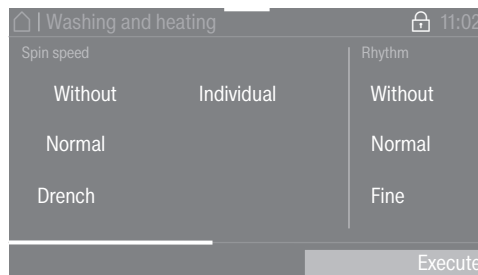 | Washing and heating 11:02
Spin speed
Rhythm
Without Individual Without
Normal Normal
Drench Fine
Execute